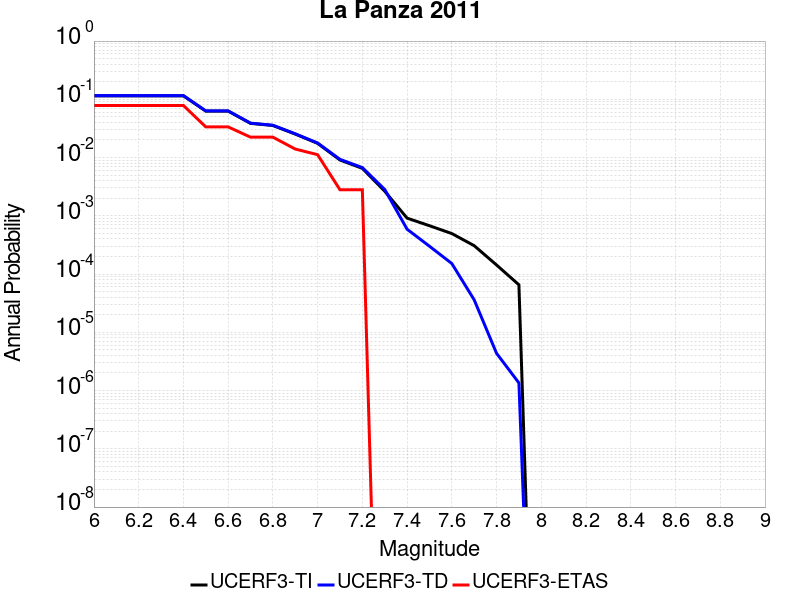 La Panza 2011
10 0
10 -1
10 -2
10 -3
10 -4
10 -5
10 -6
10 -7
10 -8
Annual Probability
6 6.2 6.4 6.6 6.8 7 7.2 7.4 7.6 7.8 8 8.2 8.4 8.6 8.8 9
Magnitude
UCERF3-TI UCERF3-TD UCERF3-ETAS